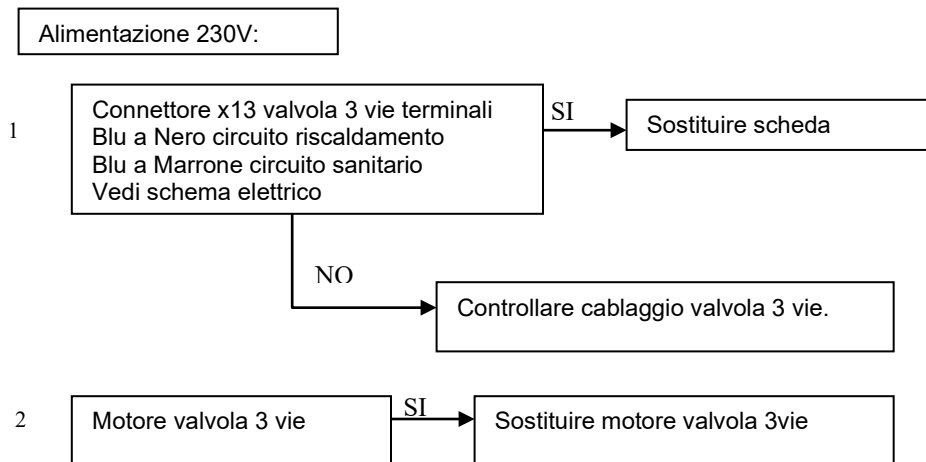 Alimentazione 230V:
1
Connettore x13 valvola 3 vie terminali
Blu a Nero circuito riscaldamento
Blu a Marrone circuito sanitario
Vedi schema elettrico
SI
Sostituire scheda
NO
Controllare cablaggio valvola 3 vie.
2
Motore valvola 3 vie
SI
Sostituire motore valvola 3vie